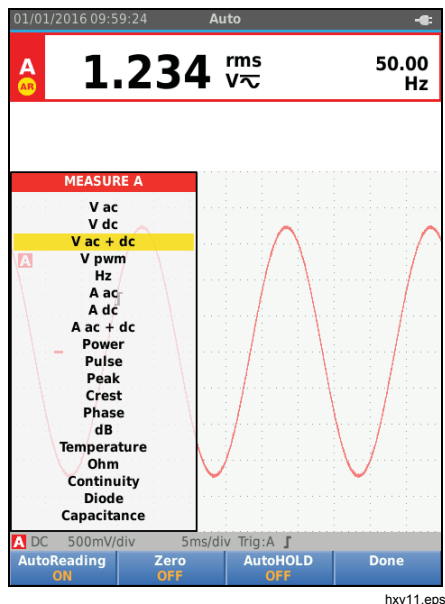 01/01/2016 09:59:24 Auto
A
AR
1.234 rms V
50.00 Hz
MEASURE A
V ac
V dc
V ac + dc
A
V pwm
Hz
A ac
A dc
A ac + dc
Power
Pulse
Peak
Crest
Phase
dB
Temperature
Ohm
Continuity
Diode
Capacitance
A DC 500mV/div 5ms/div Trig:A
AutoReading Zero AutoHOLD Done
ON OFF OFF
hxv11.eps